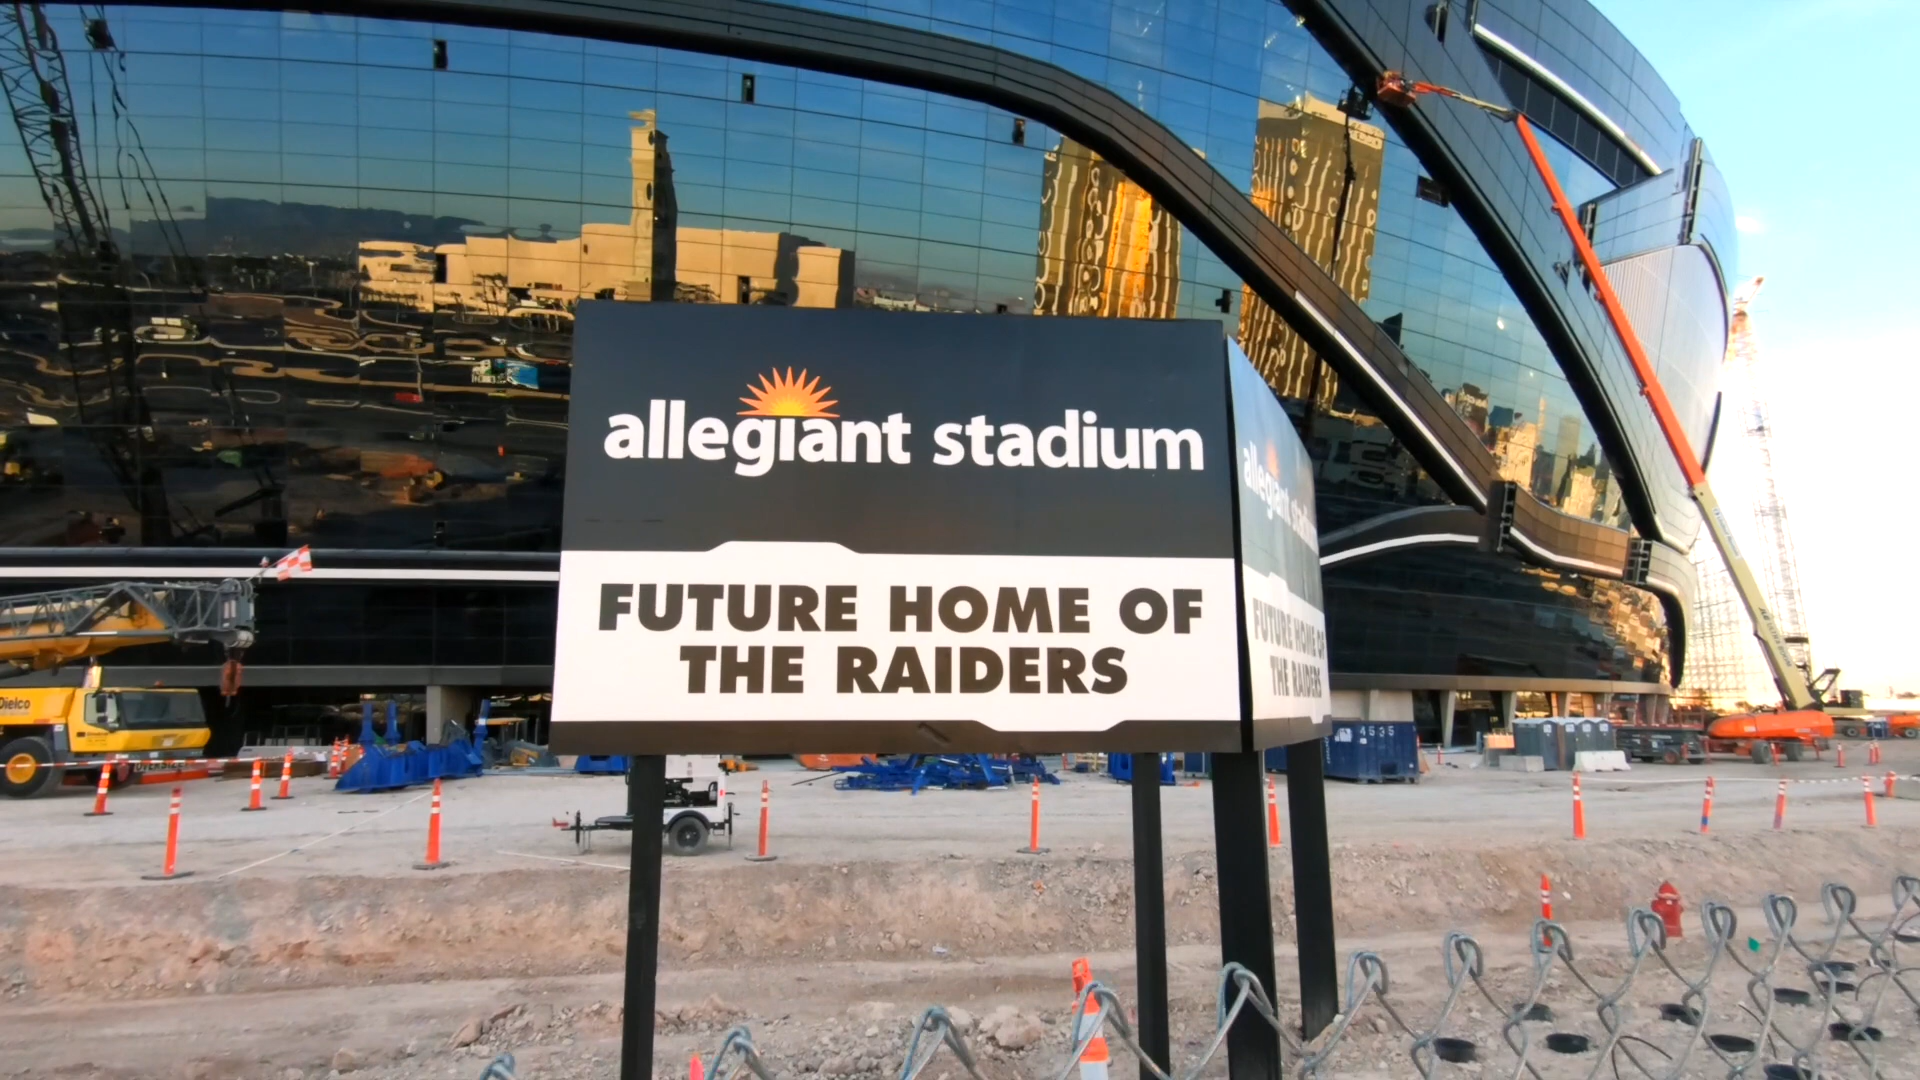 allegiant stadium
FUTURE HOME OF
THE RAIDERS
allegiant stadium
FUTURE HOME OF
THE RAIDERS
Dielco
4535